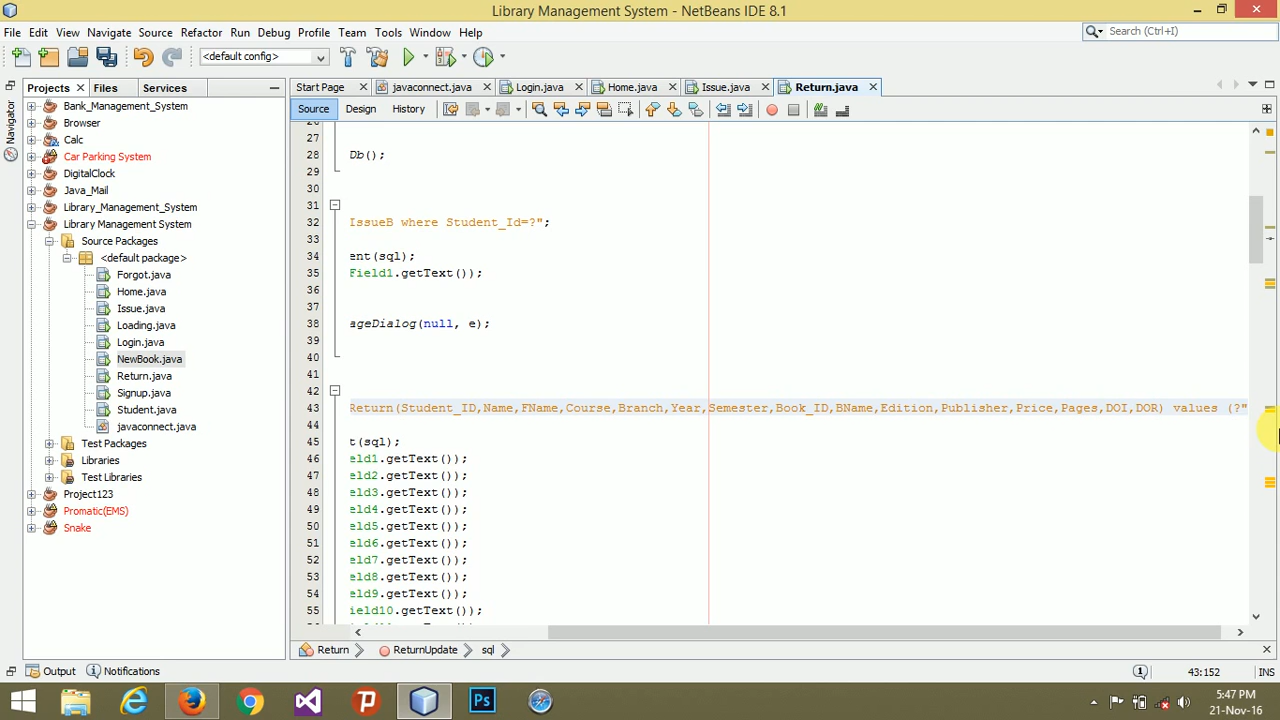 Library Management System - NetBeans IDE 8.1
File Edit View Navigate Source Refactor Run Debug Profile Team Tools Window Help
Search (Ctrl+I)
<default config>
Projects Files Services
Start Page javaconnect.java Login.java Home.java Issue.java Return.java
Source Design History
Navigator
Bank_Management_System
Browser
Calc
Car Parking System
DigitalClock
Java_Mail
Library_Management_System
Library Management System
Source Packages
<default package>
Forgot.java
Home.java
Issue.java
Loading.java
Login.java
NewBook.java
Return.java
Signup.java
Student.java
javaconnect.java
Test Packages
Libraries
Test Libraries
Project123
Promatic(EMS)
Snake
26
27
28 Db();
29
30
31
32 IssueB where Student_Id=?";
33
34 ent(sql);
35 Field1.getText());
36
37
38 ageDialog(null, e);
39
40
41
42
43 Return(Student_ID,Name,FName,Course,Branch,Year,Semester,Book_ID,BName,Edition,Publisher,Price,Pages,DOI,DOR) values (?"
44
45 t(sql);
46 eld1.getText());
47 eld2.getText());
48 eld3.getText());
49 eld4.getText());
50 eld5.getText());
51 eld6.getText());
52 eld7.getText());
53 eld8.getText());
54 eld9.getText());
55 ield10.getText());
Return ReturnUpdate sql
Output Notifications
43:152 INS
5:47 PM
21-Nov-16